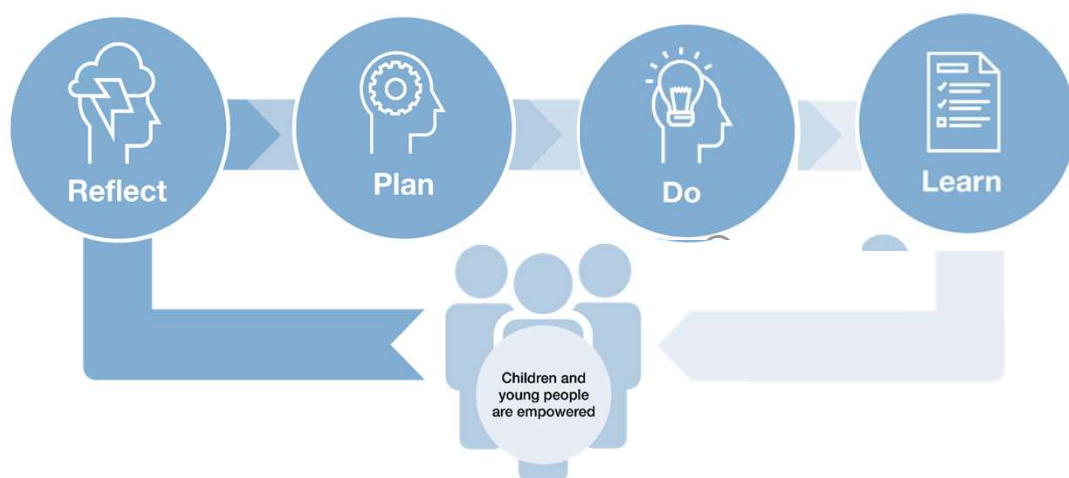 Reflect
Plan
Do
Learn
Children and
young people
are empowered